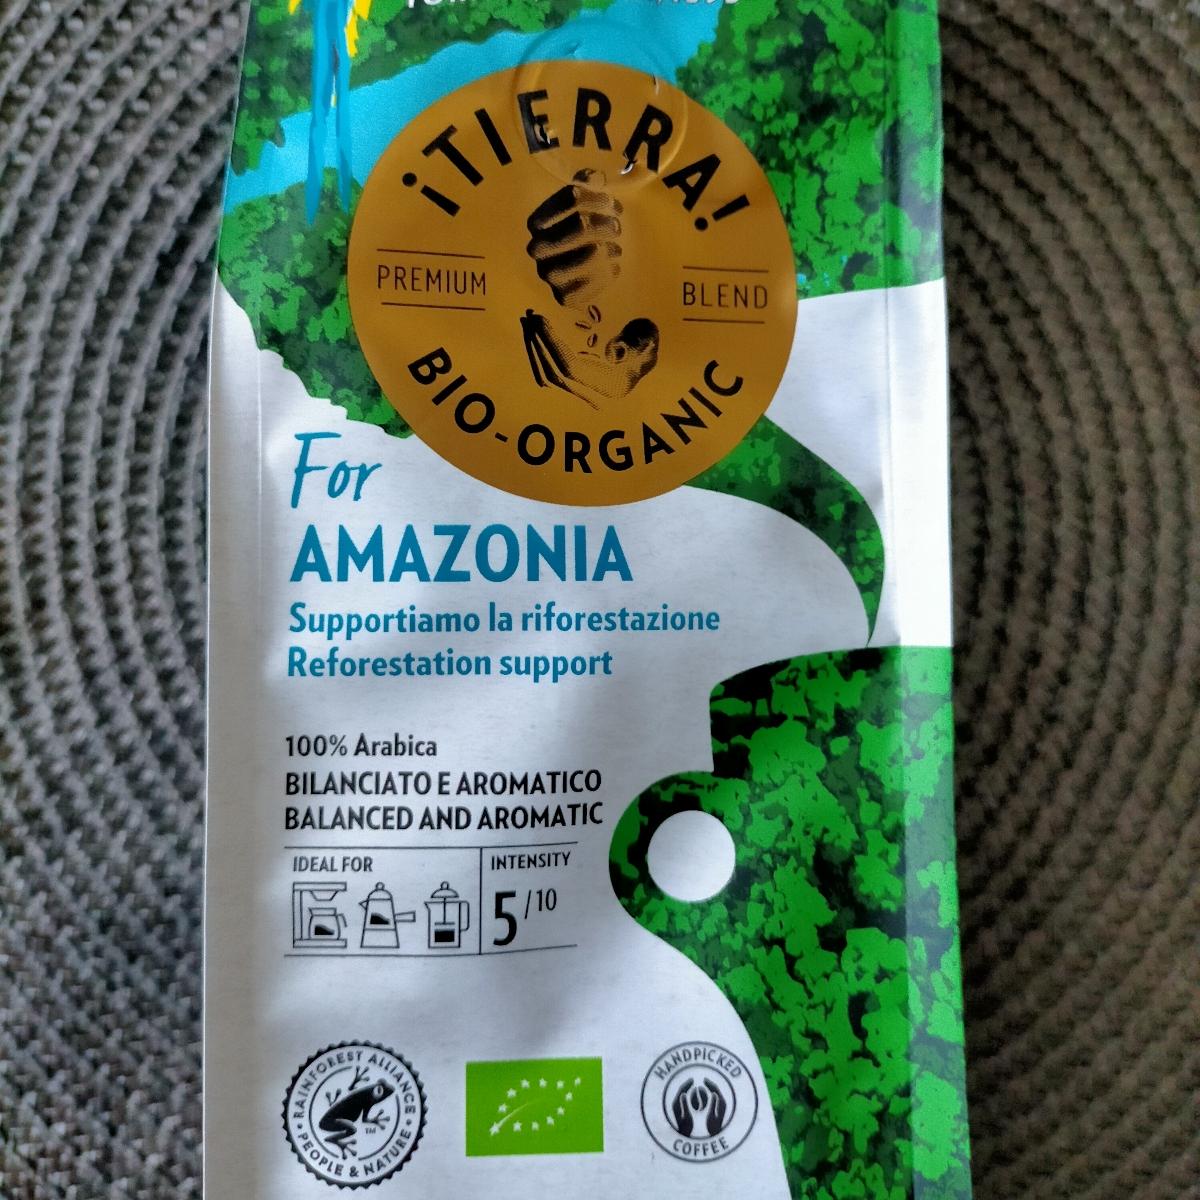 ¡TIERRA!
PREMIUM
BLEND
BIO-ORGANIC
For
AMAZONIA
Supportiamo la riforestazione
Reforestation support
100% Arabica
BILANCIATO E AROMATICO
BALANCED AND AROMATIC
IDEAL FOR
INTENSITY
5/10
RAINFOREST ALLIANCE
PEOPLE & NATURE
TM
HANDPICKED
COFFEE